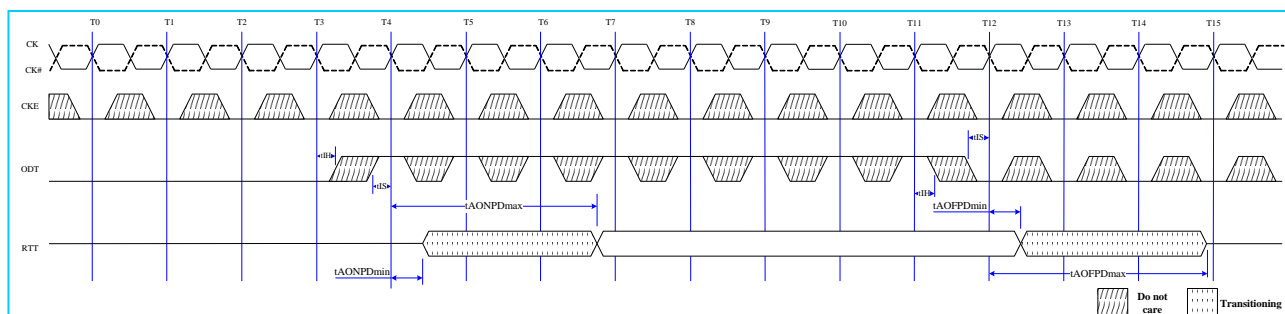 T0 T1 T2 T3 T4 T5 T6 T7 T8 T9 T10 T11 T12 T13 T14 T15
CK
CK#
CKE
tIS
tIH
ODT
tIS
tIH
tAONPDmax
tAOFPDmin
RTT
tAONPDmin
tAOFPDmax
Do not
care
Transitioning